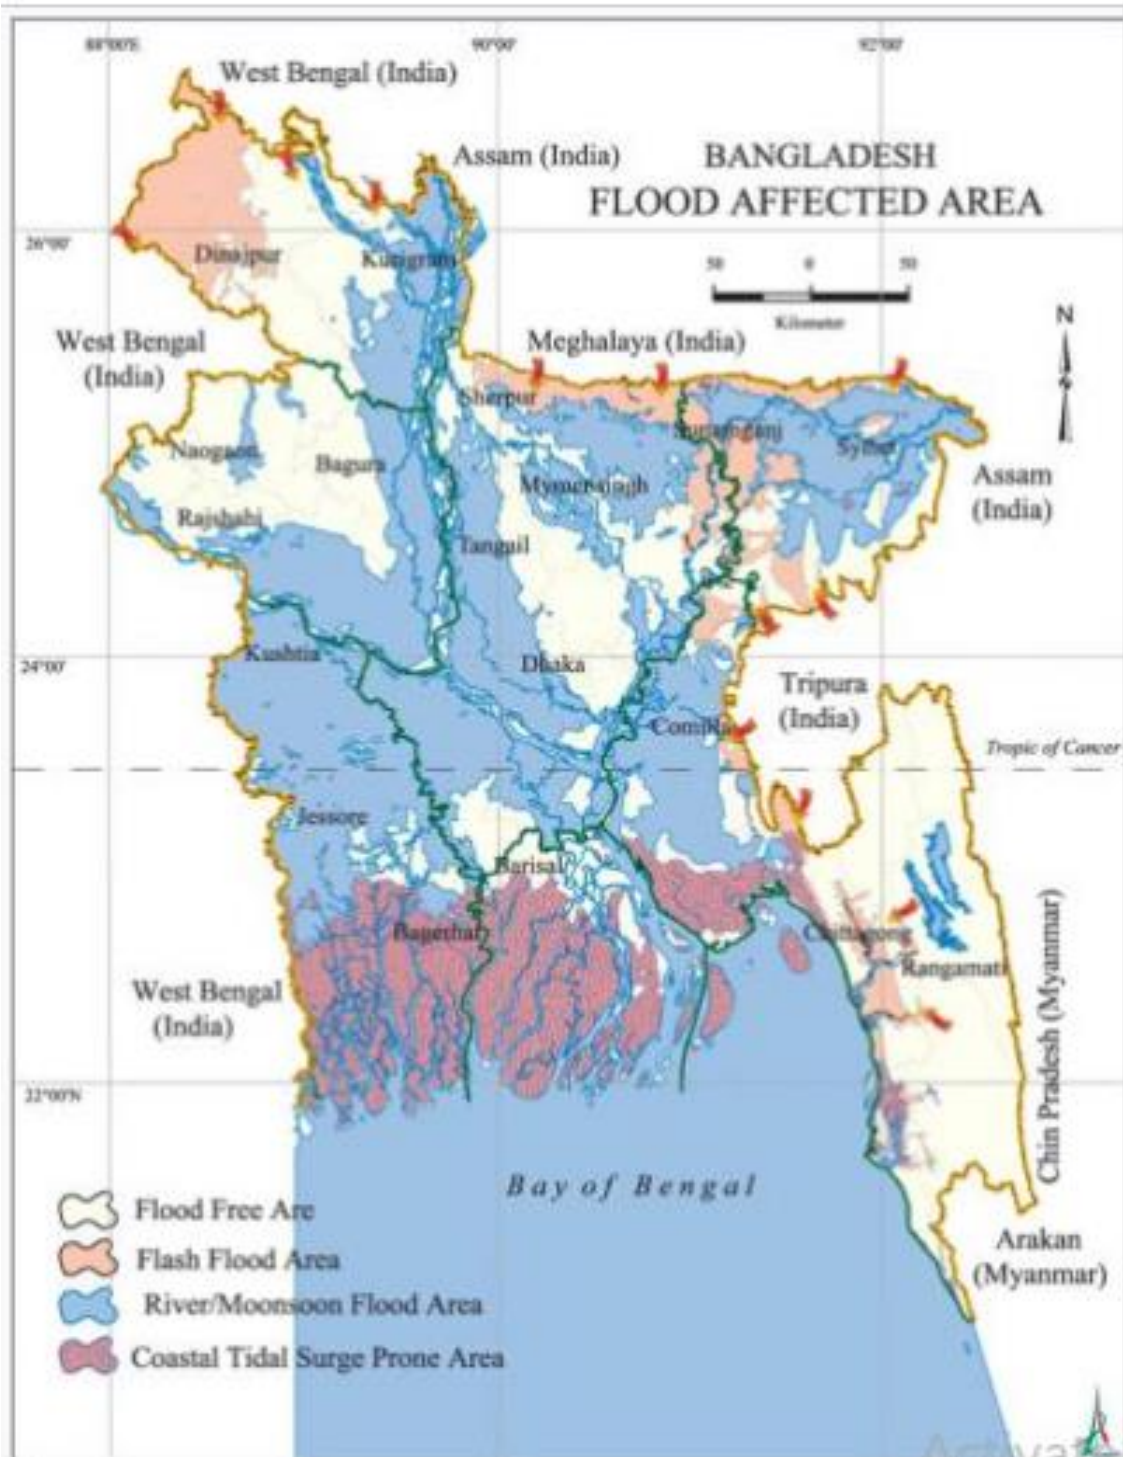 88°00'E
90°00'
92°00'
West Bengal (India)
Assam (India)
BANGLADESH
FLOOD AFFECTED AREA
26°00'
Dinajpur
Kurigram
50 0 50
Kilometer
N
West Bengal
(India)
Meghalaya (India)
Sherpur
Sunamganj
Sylhet
Naogaon
Bagura
Mymensingh
Assam
(India)
Rajshahi
Tangail
Kushtia
24°00'
Dhaka
Tripura
(India)
Comilla
Tropic of Cancer
Jessore
Barisal
Bagerhat
Chittagong
Rangamati
West Bengal
(India)
Chin Pradesh (Myanmar)
22°00'N
Bay of Bengal
Flood Free Are
Flash Flood Area
River/Moonsoon Flood Area
Coastal Tidal Surge Prone Area
Arakan
(Myanmar)